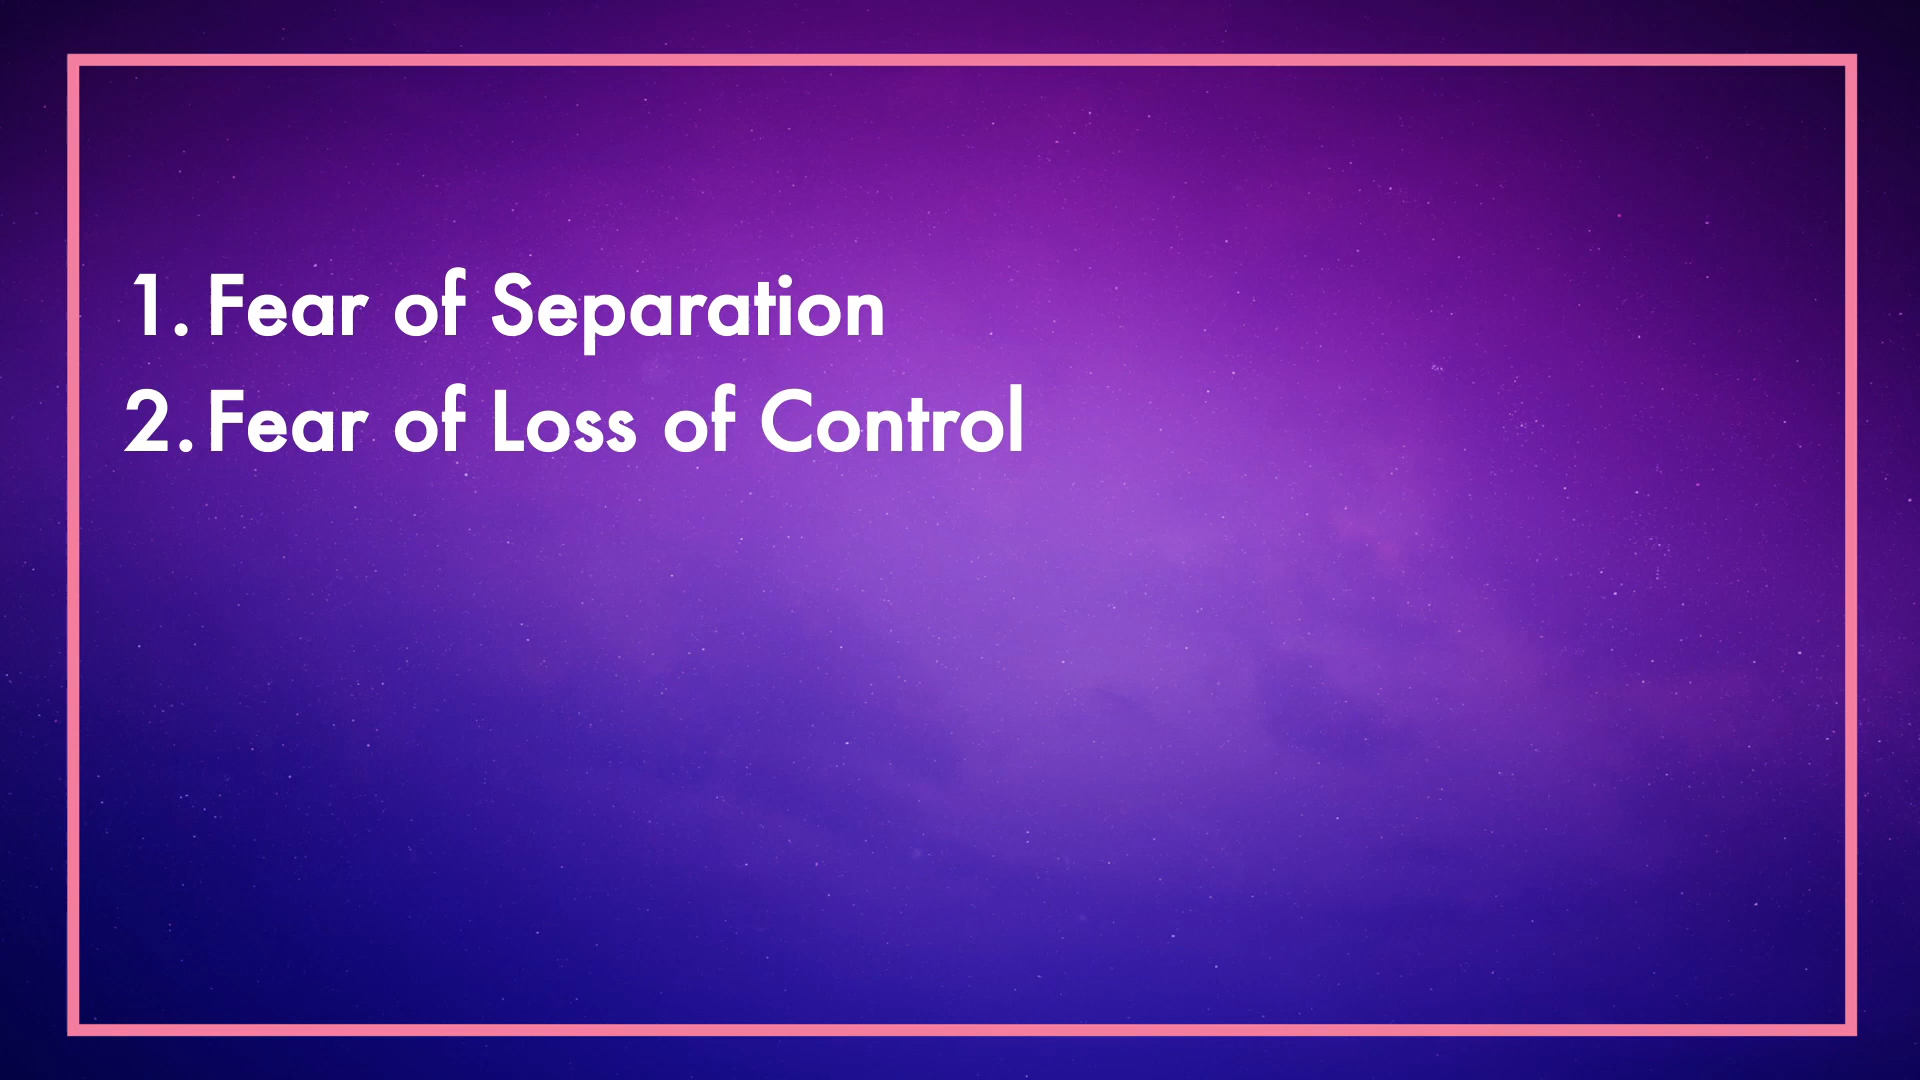 1. Fear of Separation
2. Fear of Loss of Control